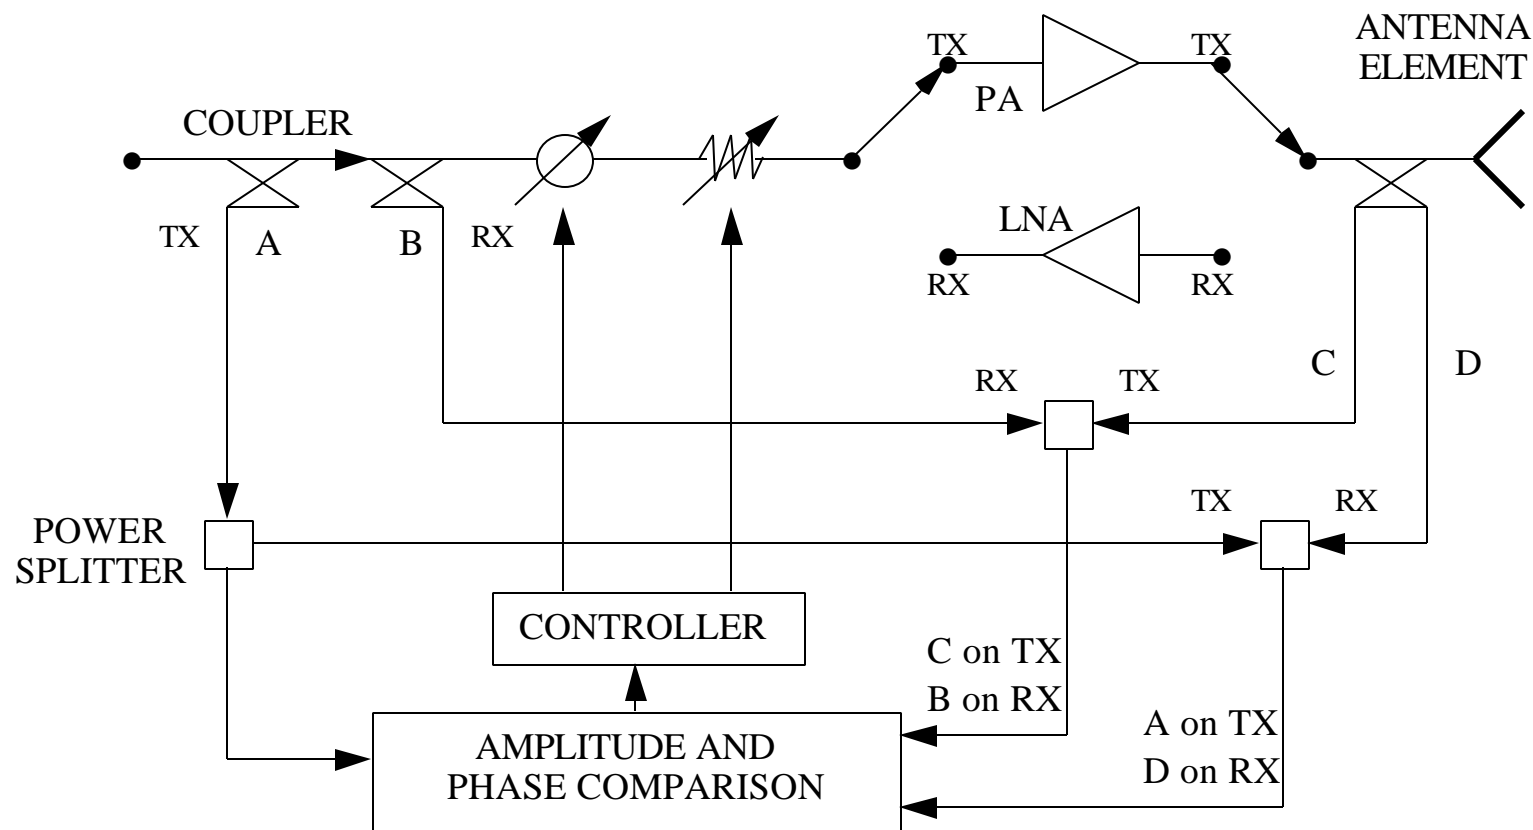 ANTENNA
ELEMENT
TX
TX
PA
COUPLER
LNA
TX
A
B
RX
RX
RX
C
D
RX
TX
TX
RX
POWER
SPLITTER
CONTROLLER
C on TX
B on RX
A on TX
D on RX
AMPLITUDE AND
PHASE COMPARISON